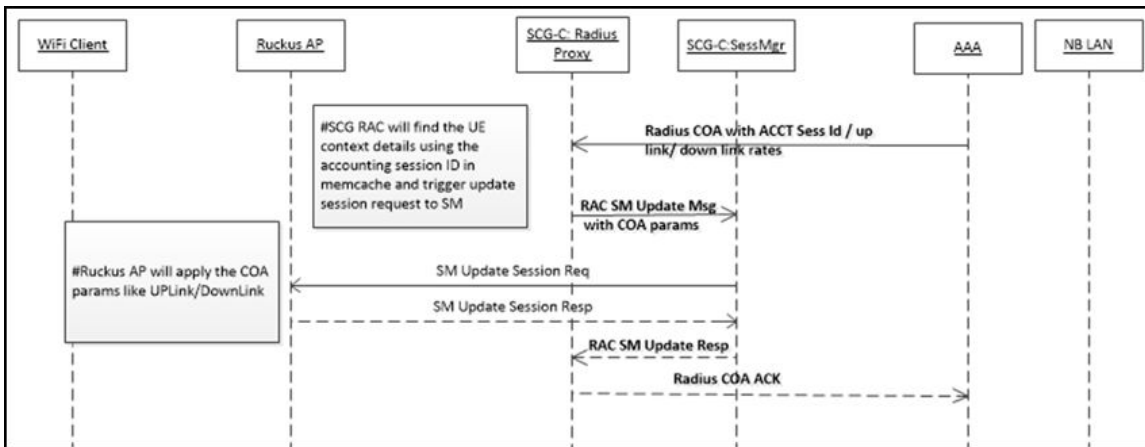 WiFi Client
Ruckus AP
SCG-C: Radius
Proxy
SCG-C:SessMgr
AAA
NB LAN
#SCG RAC will find the UE
context details using the
accounting session ID in
memcache and trigger update
session request to SM
Radius COA with ACCT Sess Id / up
link/ down link rates
RAC SM Update Msg
with COA params
#Ruckus AP will apply the COA
params like UPLink/DownLink
SM Update Session Req
SM Update Session Resp
RAC SM Update Resp
Radius COA ACK